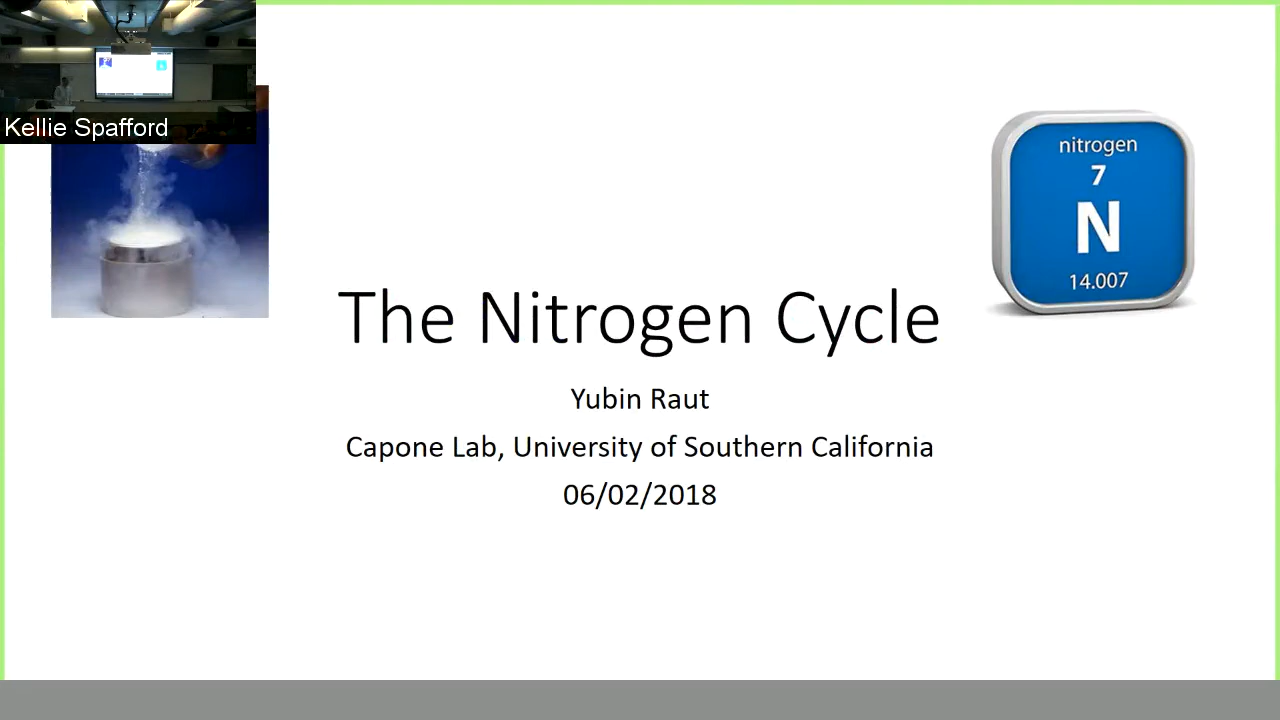 Kellie Spafford
nitrogen
7
N
14.007
The Nitrogen Cycle
Yubin Raut
Capone Lab, University of Southern California
06/02/2018